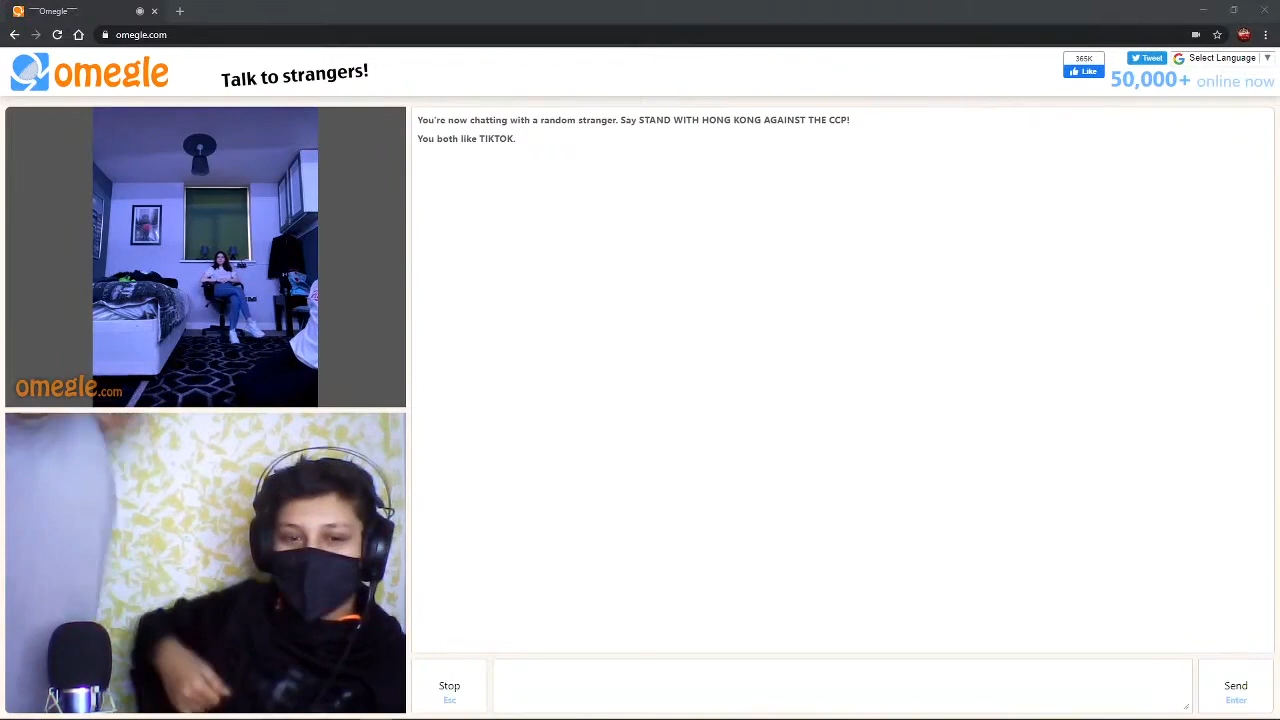 Omegle
omegle.com
omegle
Talk to strangers!
365K
Like
Tweet
Select Language
50,000+ online now
You're now chatting with a random stranger. Say STAND WITH HONG KONG AGAINST THE CCP!
You both like TIKTOK.
omegle.com
Stop
Esc
Send
Enter